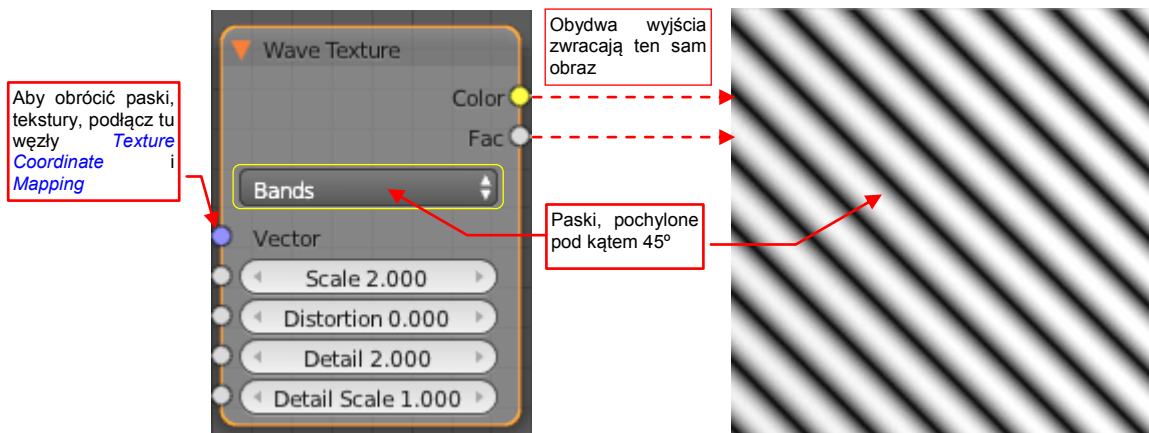 Aby obrócić paski,
tekstury, podłącz tu
węzły Texture
Coordinate i
Mapping
Wave Texture
Color
Fac
Bands
Vector
Scale 2.000
Distortion 0.000
Detail 2.000
Detail Scale 1.000
Obydwa wyjścia
zwracają ten sam
obraz
Paski, pochylone
pod kątem 45º